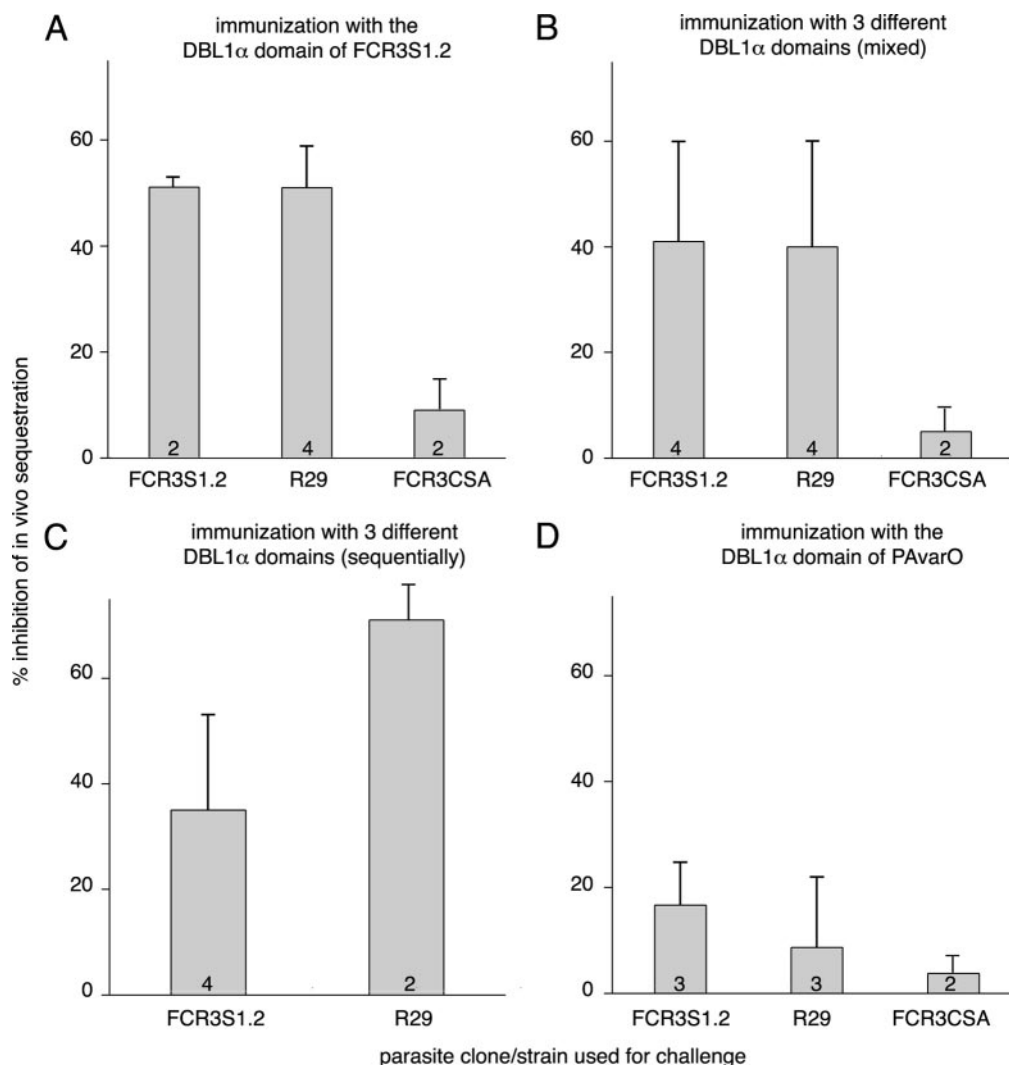 A
immunization with the
DBL1α domain of FCR3S1.2
60
40
20
0
2
4
2
FCR3S1.2
R29
FCR3CSA
B
immunization with 3 different
DBL1α domains (mixed)
60
40
20
0
4
4
2
FCR3S1.2
R29
FCR3CSA
% inhibition of in vivo sequestration
C
immunization with 3 different
DBL1α domains (sequentially)
60
40
20
0
4
2
FCR3S1.2
R29
D
immunization with the
DBL1α domain of PAvarO
60
40
20
0
3
3
2
FCR3S1.2
R29
FCR3CSA
parasite clone/strain used for challenge